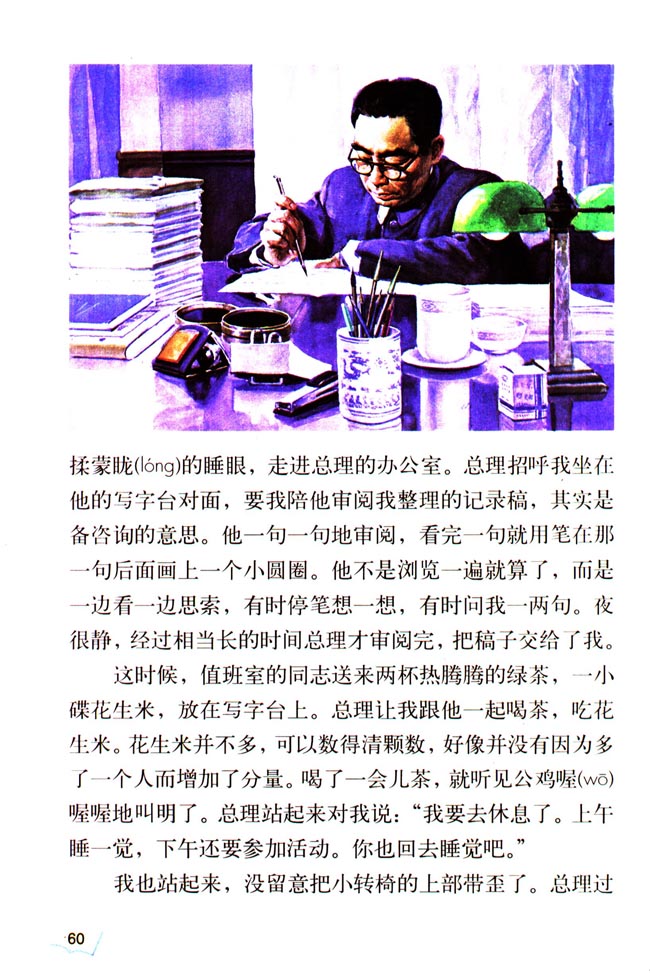 揉蒙眬(lóng)的睡眼，走进总理的办公室。总理招呼我坐在
他的写字台对面，要我陪他审阅我整理的记录稿，其实是
备咨询的意思。他一句一句地审阅，看完一句就用笔在那
一句后面画上一个小圆圈。他不是浏览一遍就算了，而是
一边看一边思索，有时停笔想一想，有时问我一两句。夜
很静，经过相当长的时间总理才审阅完，把稿子交给了我。
这时候，值班室的同志送来两杯热腾腾的绿茶，一小
碟花生米，放在写字台上。总理让我跟他一起喝茶，吃花
生米。花生米并不多，可以数得清颗数，好像并没有因为多
了一个人而增加了分量。喝了一会儿茶，就听见公鸡喔(wō)
喔喔地叫明了。总理站起来对我说：“我要去休息了。上午
睡一觉，下午还要参加活动。你也回去睡觉吧。”
我也站起来，没留意把小转椅的上部带歪了。总理过
60